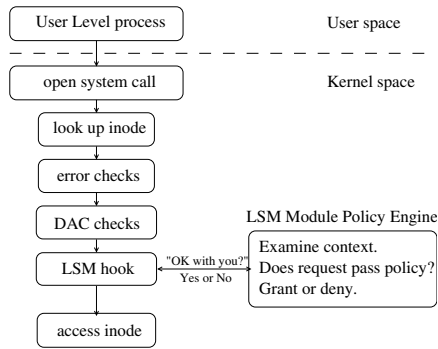 User Level process
User space
open system call
Kernel space
look up inode
error checks
DAC checks
LSM Module Policy Engine
LSM hook
"OK with you?"
Yes or No
Examine context.
Does request pass policy?
Grant or deny.
access inode